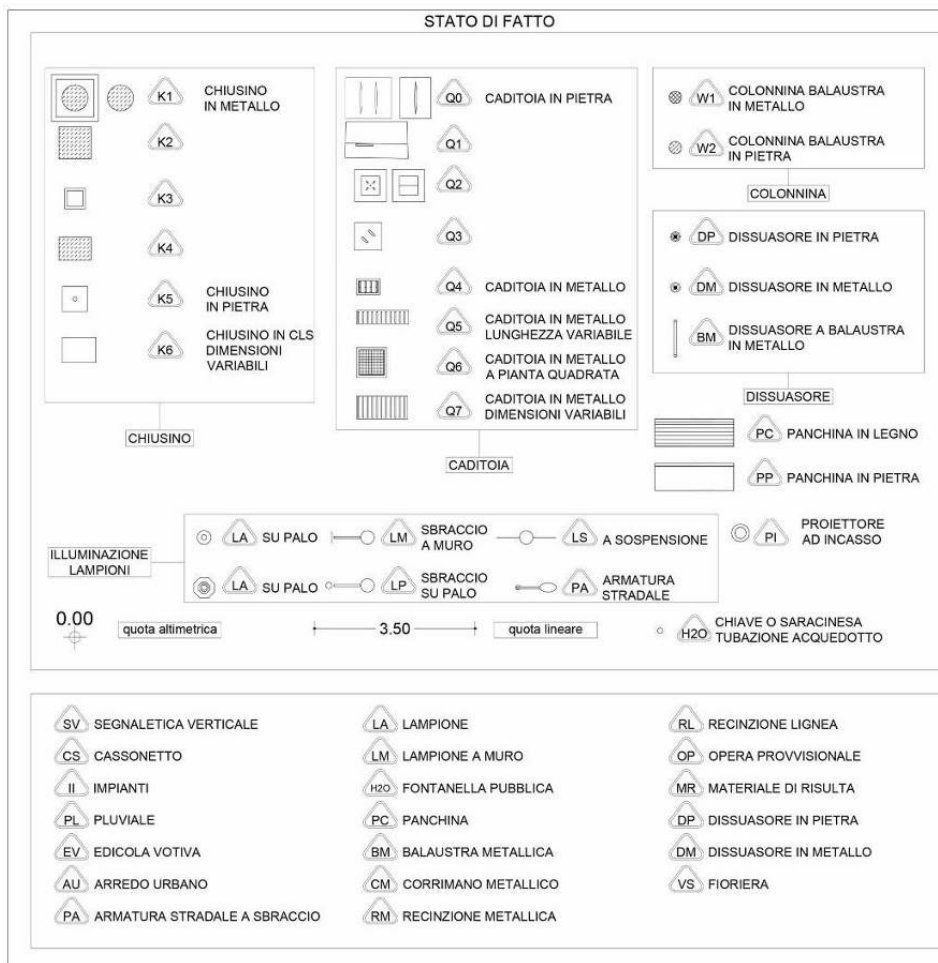 STATO DI FATTO
K1 CHIUSINO
IN METALLO
K2
K3
K4
K5 CHIUSINO
IN PIETRA
K6 CHIUSINO IN CLS
DIMENSIONI
VARIABILI
CHIUSINO
Q0 CADITOIA IN PIETRA
Q1
Q2
Q3
Q4 CADITOIA IN METALLO
Q5 CADITOIA IN METALLO
LUNGHEZZA VARIABILE
Q6 CADITOIA IN METALLO
A PIANTA QUADRATA
Q7 CADITOIA IN METALLO
DIMENSIONI VARIABILI
CADITOIA
W1 COLONNINA BALAUSTRA
IN METALLO
W2 COLONNINA BALAUSTRA
IN PIETRA
COLONNINA
DP DISSUASORE IN PIETRA
DM DISSUASORE IN METALLO
BM DISSUASORE A BALAUSTRA
IN METALLO
DISSUASORE
PC PANCHINA IN LEGNO
PP PANCHINA IN PIETRA
ILLUMINAZIONE
LAMPIONI
LA SU PALO
LM SBRACCIO
A MURO
LS A SOSPENSIONE
LA SU PALO
LP SBRACCIO
SU PALO
PA ARMATURA
STRADALE
PI PROIETTORE
AD INCASSO
0.00 quota altimetrica
3.50 quota lineare
H2O CHIAVE O SARACINESA
TUBAZIONE ACQUEDOTTO
SV SEGNALETICA VERTICALE
CS CASSONETTO
II IMPIANTI
PL PLUVIALE
EV EDICOLA VOTIVA
AU ARREDO URBANO
PA ARMATURA STRADALE A SBRACCIO
LA LAMPIONE
LM LAMPIONE A MURO
H2O FONTANELLA PUBBLICA
PC PANCHINA
BM BALAUSTRA METALLICA
CM CORRIMANO METALLICO
RM RECINZIONE METALLICA
RL RECINZIONE LIGNEA
OP OPERA PROVVISIONALE
MR MATERIALE DI RISULTA
DP DISSUASORE IN PIETRA
DM DISSUASORE IN METALLO
VS FIORIERA